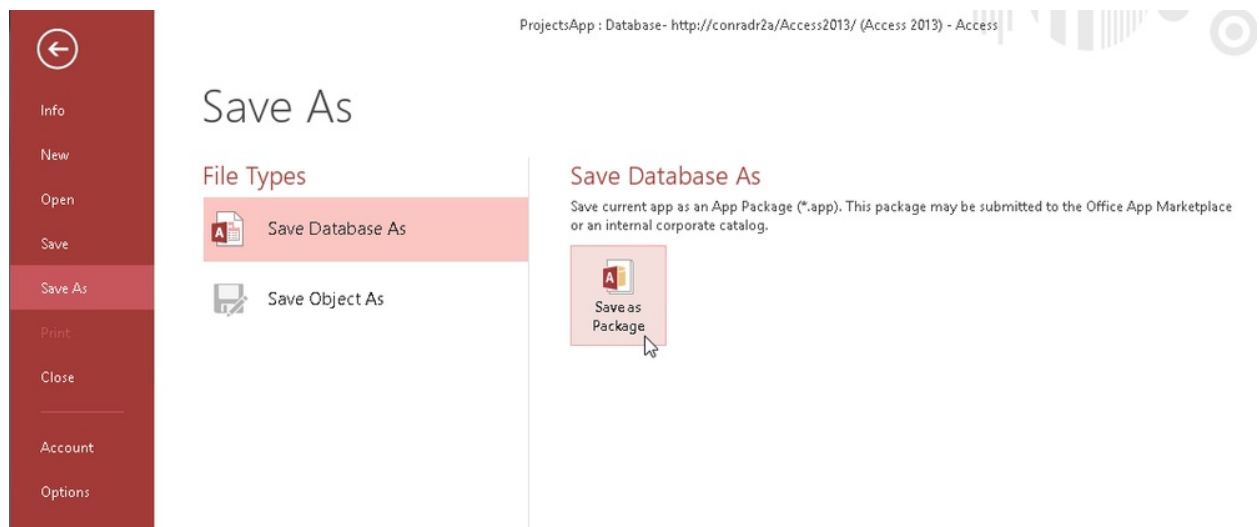 ProjectsApp : Database- http://conradr2a/Access2013/ (Access 2013) - Access
Info
New
Open
Save
Save As
Print
Close
Account
Options
Save As
File Types
Save Database As
Save Object As
Save Database As
Save current app as an App Package (*.app). This package may be submitted to the Office App Marketplace
or an internal corporate catalog.
Save as
Package